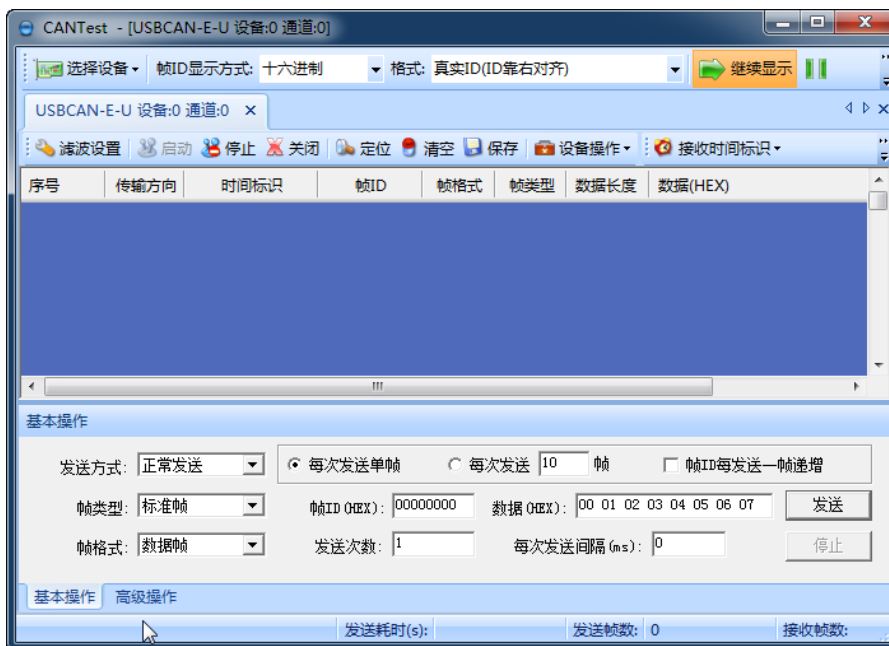 CANTest - [USBCAN-E-U 设备:0 通道:0]
选择设备 帧ID显示方式: 十六进制 格式: 真实ID(ID靠右对齐) 继续显示
USBCAN-E-U 设备:0 通道:0
滤波设置 启动 停止 关闭 定位 清空 保存 设备操作 接收时间标识
序号 传输方向 时间标识 帧ID 帧格式 帧类型 数据长度 数据(HEX)
基本操作
发送方式: 正常发送 每次发送单帧 每次发送 10 帧 帧ID每发送一帧递增
帧类型: 标准帧 帧ID(HEX): 00000000 数据(HEX): 00 01 02 03 04 05 06 07 发送
帧格式: 数据帧 发送次数: 1 每次发送间隔(ms): 0 停止
基本操作 高级操作
发送耗时(s): 发送帧数: 0 接收帧数: